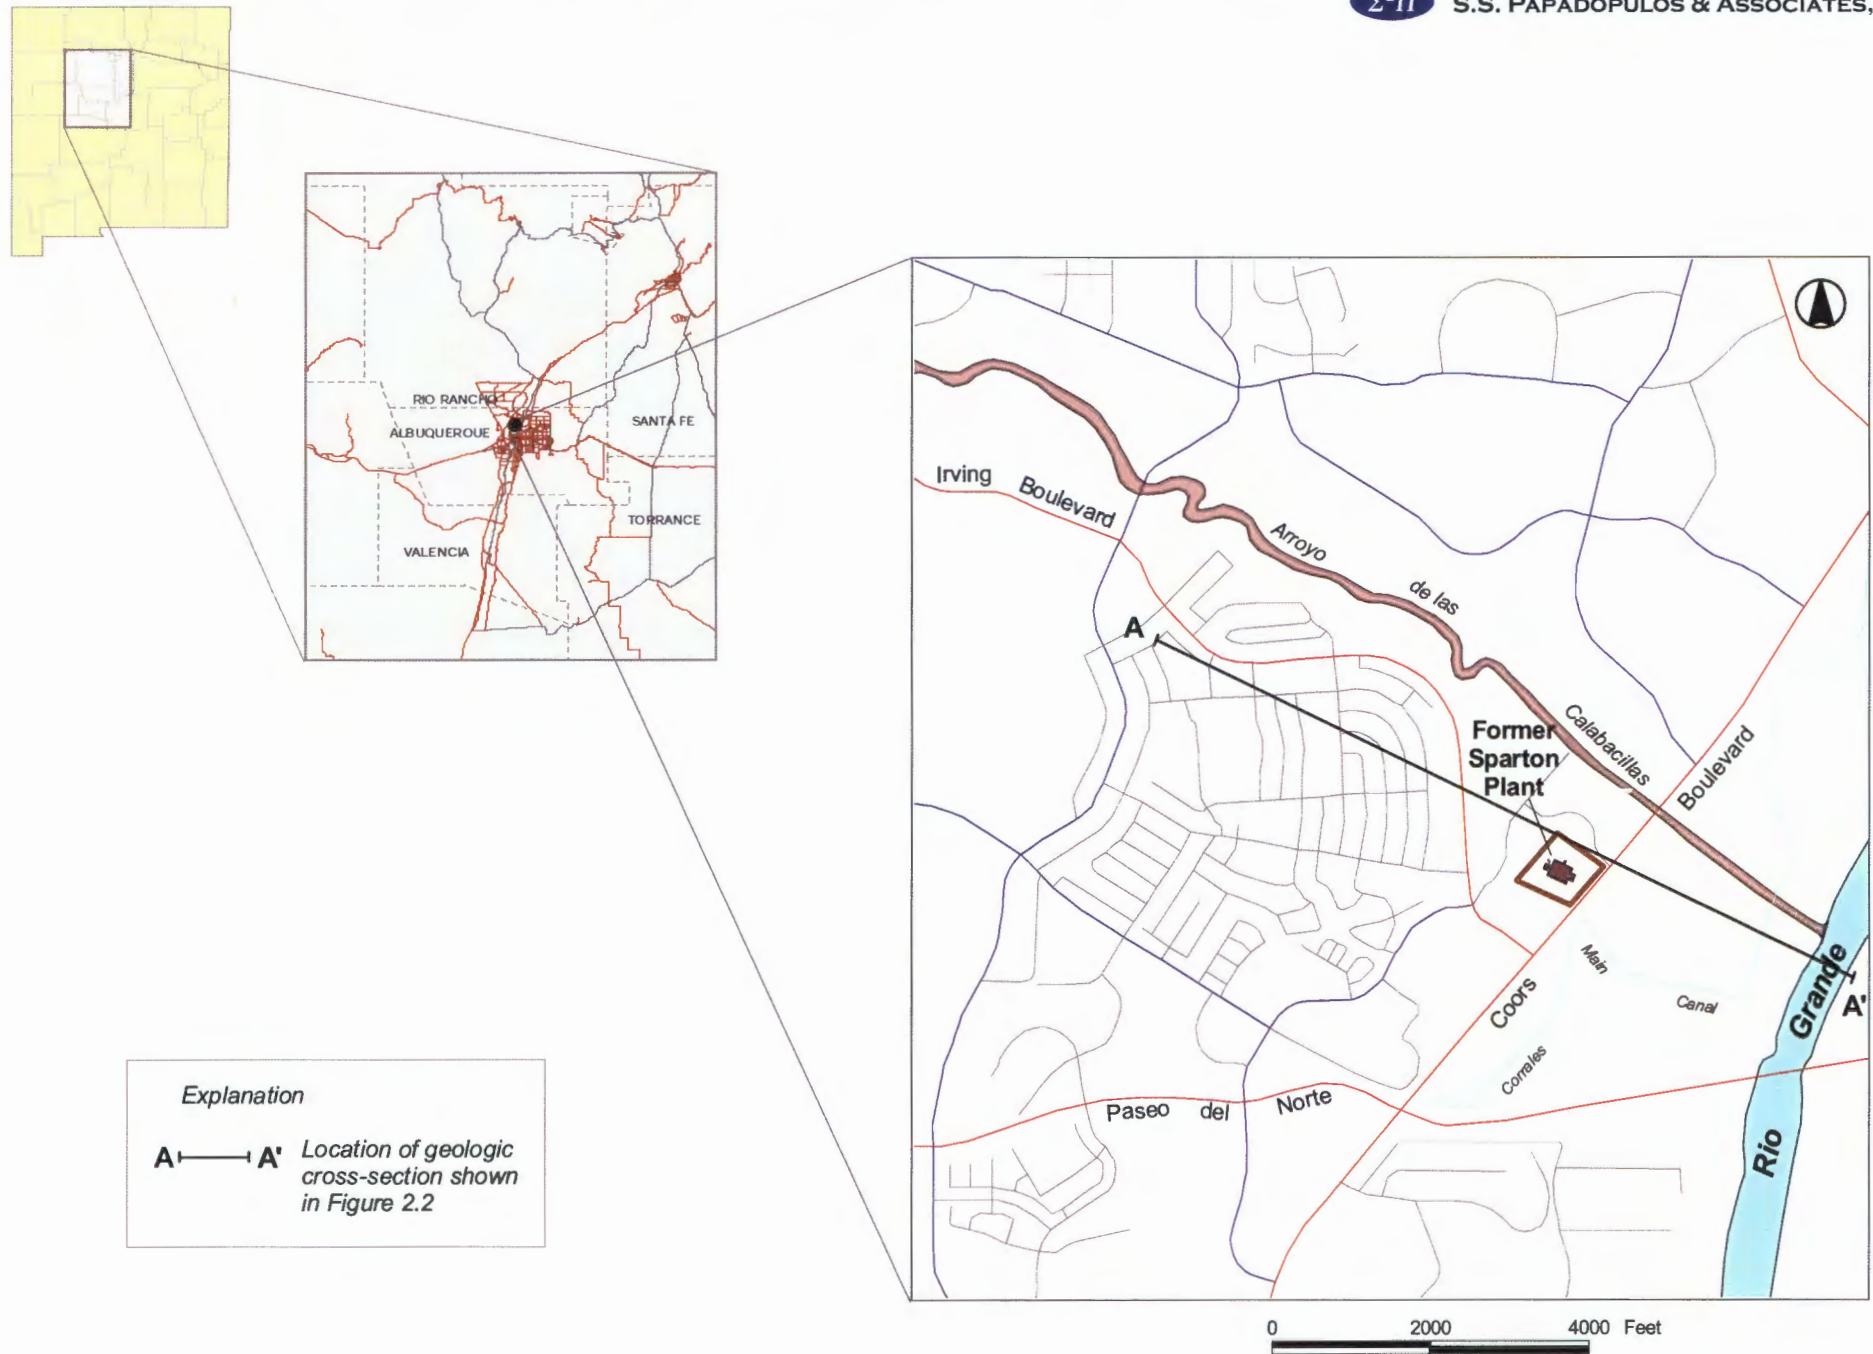 S.S. PAPADOPULOS & ASSOCIATES,
RIO RANCHO
ALBUQUERQUE
SANTA FE
TORRANCE
VALENCIA
Irving Boulevard
Arroyo de las Calabacillas
A
Former
Sparton
Plant
Boulevard
Coors
Main
Canal
Corrales
A'
Rio Grande
Paseo del Norte
Explanation
A A' Location of geologic
cross-section shown
in Figure 2.2
0 2000 4000 Feet